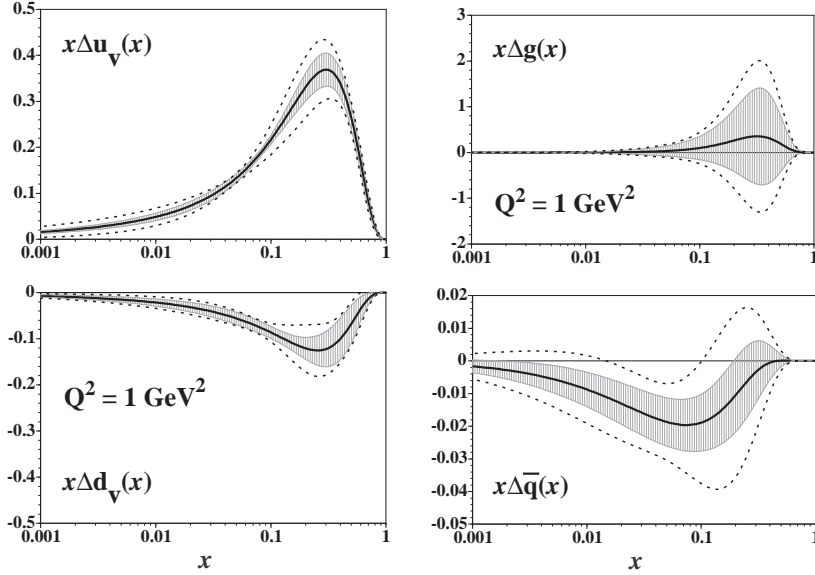 0.5
0.4
0.3
0.2
0.1
0
xΔu_v(x)
0.001 0.01 0.1 1
3
2
1
0
-1
-2
xΔg(x)
Q² = 1 GeV²
0.001 0.01 0.1 1
0
-0.1
-0.2
-0.3
-0.4
-0.5
Q² = 1 GeV²
xΔd_v(x)
0.001 0.01 0.1 1
x
0.02
0.01
0
-0.01
-0.02
-0.03
-0.04
-0.05
xΔq̅(x)
0.001 0.01 0.1 1
x